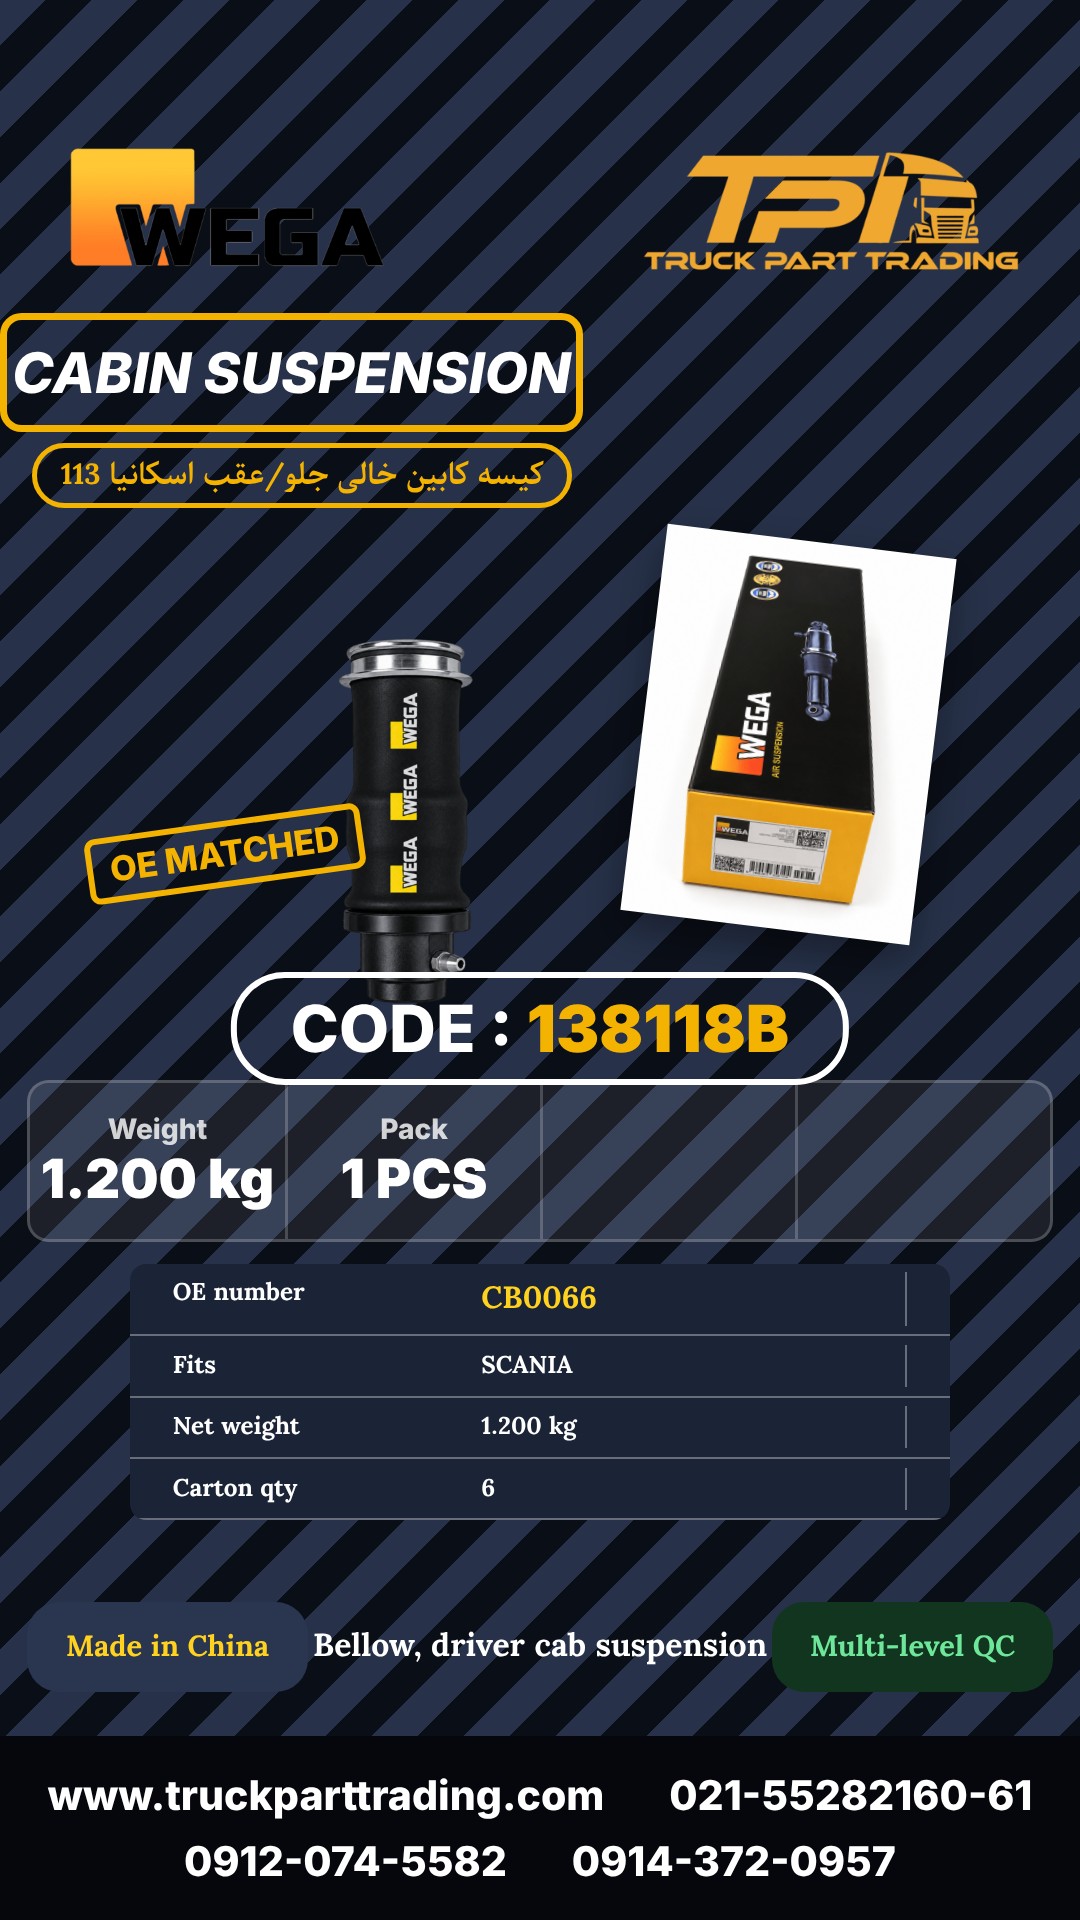 WEGA
TPT
TRUCK PART TRADING
CABIN SUSPENSION
کیسه کابین خالی جلو/عقب اسکانیا 113
WEGA
WEGA
WEGA
OE MATCHED
WEGA
AIR SUSPENSION
WEGA
CODE : 138118B
Weight
1.200 kg
Pack
1 PCS
OE number
CB0066
Fits
SCANIA
Net weight
1.200 kg
Carton qty
6
Made in China
Bellow, driver cab suspension
Multi-level QC
www.truckparttrading.com
021-55282160-61
0912-074-5582
0914-372-0957